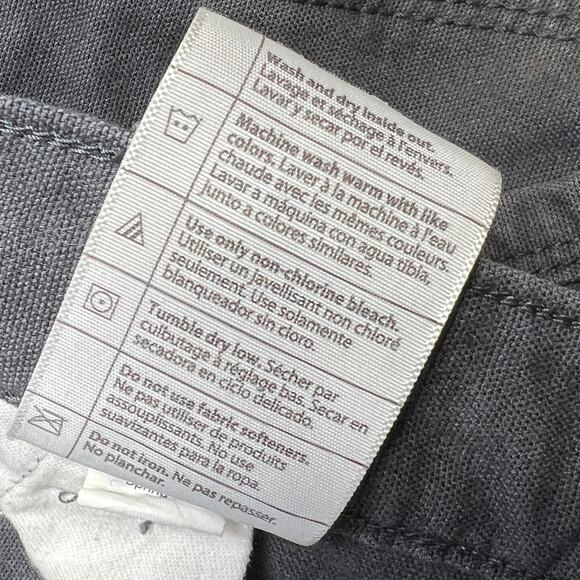 Wash and dry inside out.
Lavage et séchage à l'envers.
Lavar y secar por el revés.
Machine wash warm with like
colors. Laver à la machine à l'eau
chaude avec les mêmes couleurs.
Lavar a máquina con agua tibia,
junto a colores similares.
Use only non-chlorine bleach.
Utiliser un javellisant non chloré
seulement. Use solamente
blanqueador sin cloro.
Tumble dry low. Sécher par
culbutage à réglage bas. Secar en
secadora en ciclo delicado.
Do not use fabric softeners.
Ne pas utiliser de produits
assouplissants. No use
suavizantes para la ropa.
Do not iron. Ne pas repasser.
No planchar.